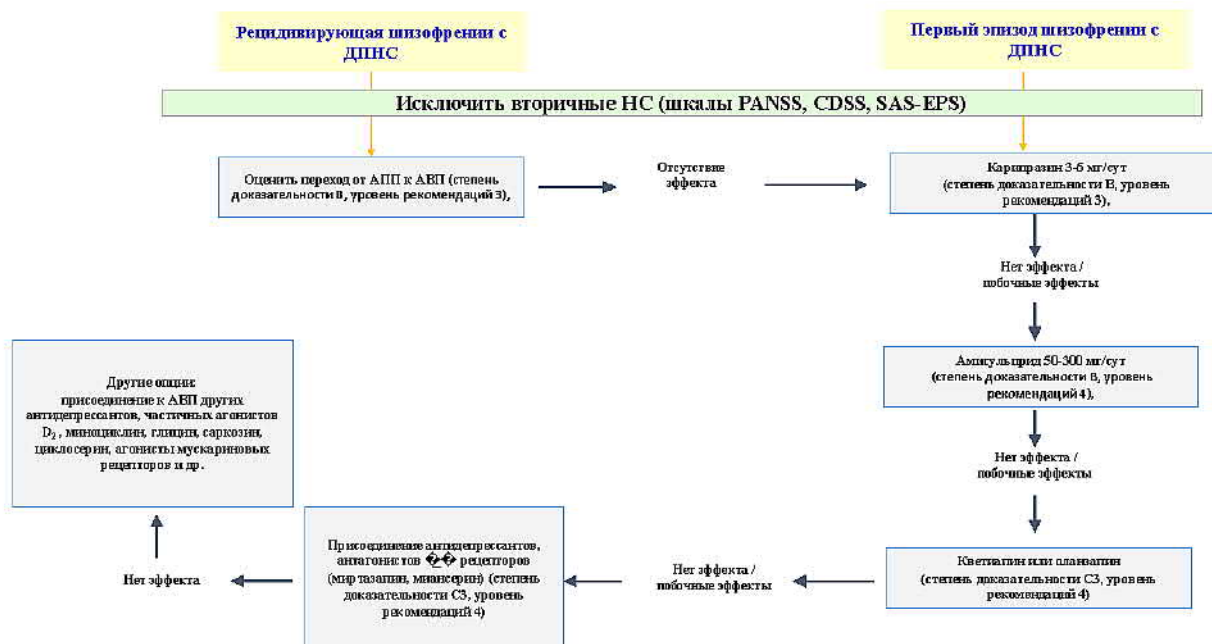 Рецидивирующая шизофрении с
ДПНС
Первый эпизод шизофрении с
ДПНС
Исключить вторичные НС (шкалы PANSS, CDSS, SAS-EPS)
Оценить переход от АПП к АВП (степень
доказательности В, уровень рекомендаций 3),
Отсутствие
эффекта
Карипразин 3-6 мг/сут
(степень доказательности В, уровень
рекомендаций 3),
Нет эффекта /
побочные эффекты
Амисульприд 50-300 мг/сут
(степень доказательности В, уровень
рекомендаций 4),
Нет эффекта /
побочные эффекты
Кветиапин или оланзапин
(степень доказательности С3, уровень
рекомендаций 4)
Нет эффекта /
побочные эффекты
Присоединение антидепрессантов,
антагонистов �� рецепторов
(миртазапин, миансерин) (степень
доказательности С3, уровень
рекомендаций 4)
Нет эффекта
Другие опции:
присоединение к АВП других
антидепрессантов, частичных агонистов
D₂ , миноциклин, глицин, саркозин,
циклосерин, агонисты мускариновых
рецепторов и др.